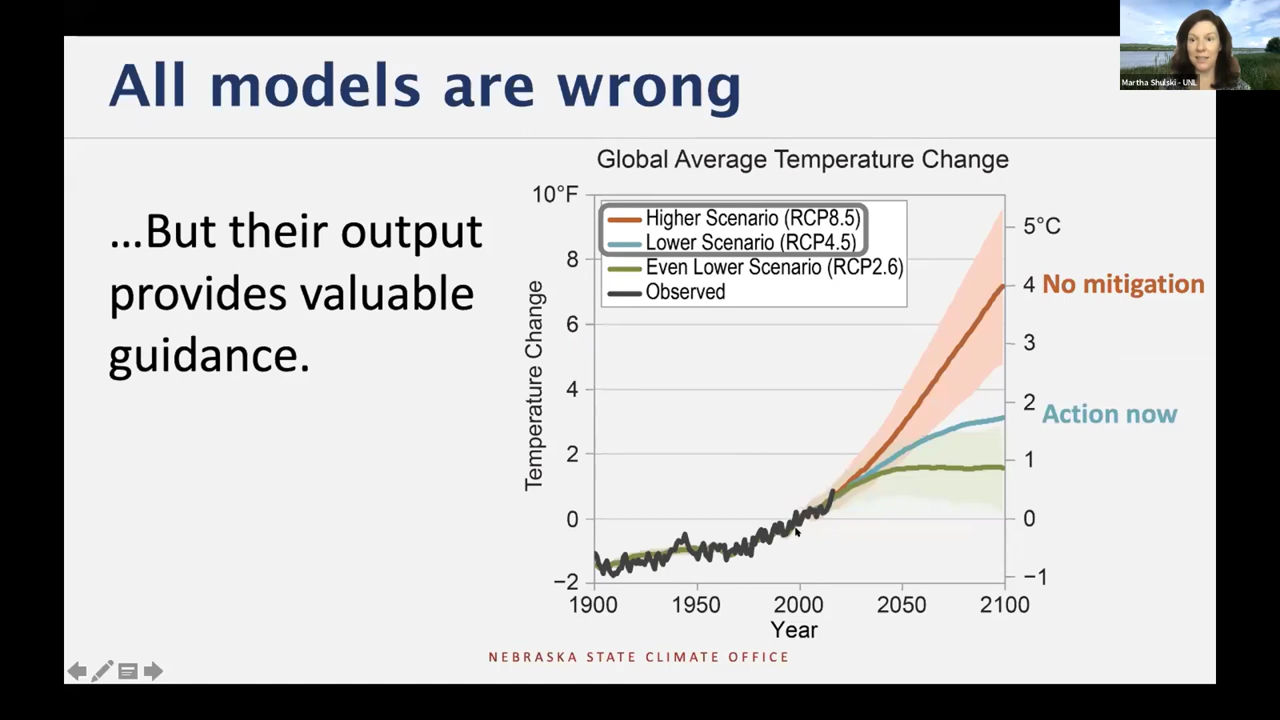 All models are wrong
Martha Shulski - UNL
...But their output
provides valuable
guidance.
Global Average Temperature Change
10°F
8
6
4
2
0
−2
Temperature Change
Higher Scenario (RCP8.5)
Lower Scenario (RCP4.5)
Even Lower Scenario (RCP2.6)
Observed
5°C
4
3
2
1
0
−1
No mitigation
Action now
1900 1950 2000 2050 2100
Year
NEBRASKA STATE CLIMATE OFFICE